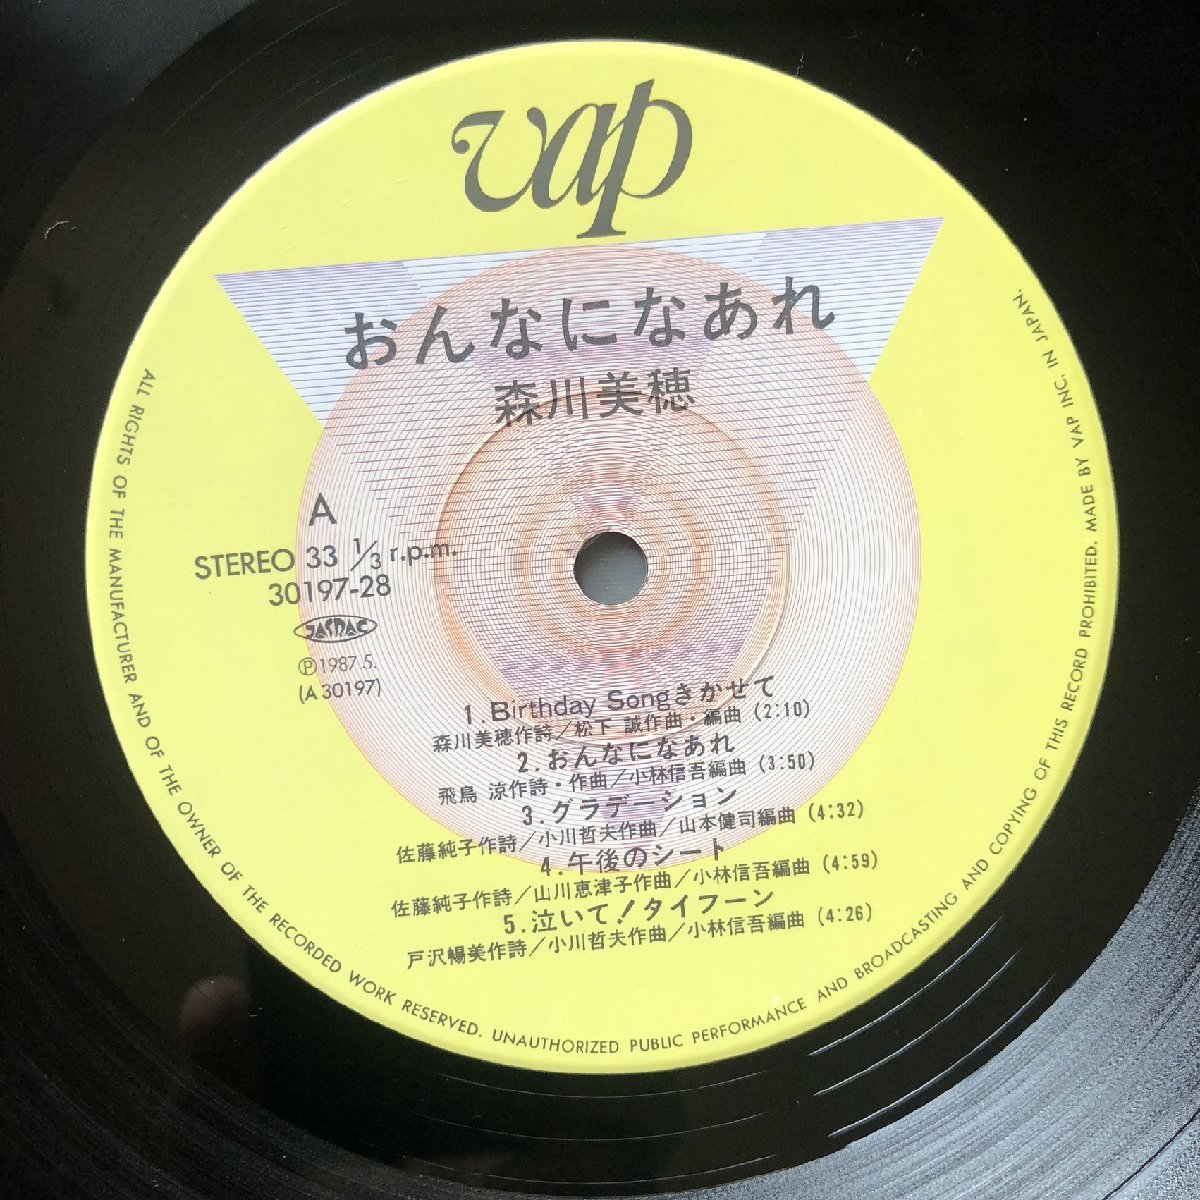 vap
おんなになあれ
森川美穂
A
STEREO 33 1/3 r.p.m.
30197-28
JASRAC
Ⓟ1987.5.
(A 30197)
1. Birthday Songきかせて
森川美穂作詩/松下 誠作曲・編曲 (2:10)
2. おんなになあれ
飛鳥 涼作詩・作曲/小林信吾編曲 (3:50)
3. グラデーション
佐藤純子作詩/小川哲夫作曲/山本健司編曲 (4:32)
4. 午後のシート
佐藤純子作詩/山川恵津子作曲/小林信吾編曲 (4:59)
5. 泣いて!タイフーン
戸沢暢美作詩/小川哲夫作曲/小林信吾編曲 (4:26)
ALL RIGHTS OF THE MANUFACTURER AND OF THE OWNER OF THE RECORDED WORK RESERVED. UNAUTHORIZED PUBLIC PERFORMANCE AND BROADCASTING AND COPYING OF THIS RECORD PROHIBITED. MADE BY VAP INC. IN JAPAN.